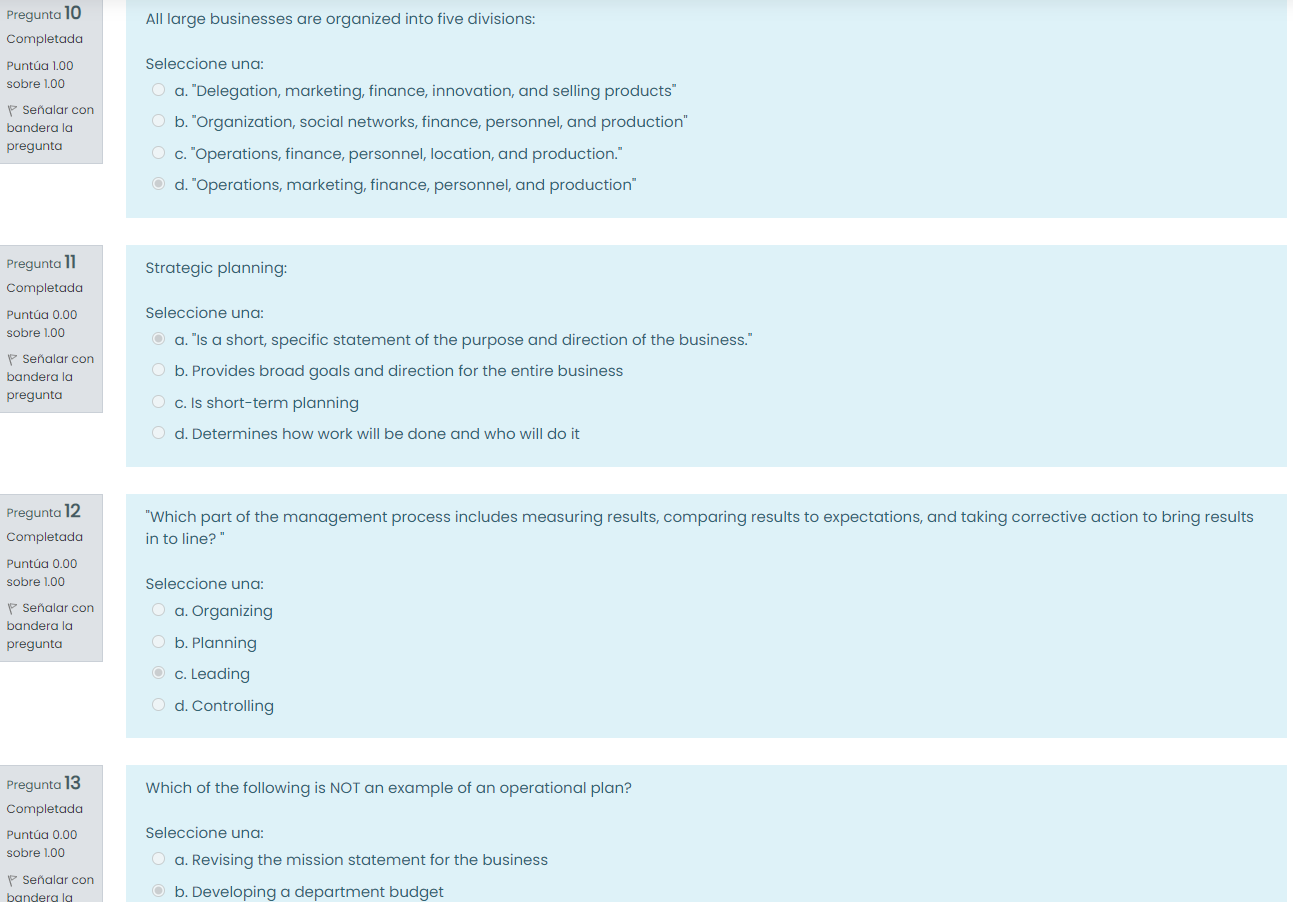 Pregunta 10
Completada
Puntúa 1.00
sobre 1.00
Señalar con
bandera la
pregunta
All large businesses are organized into five divisions:
Seleccione una:
a. "Delegation, marketing, finance, innovation, and selling products"
b. "Organization, social networks, finance, personnel, and production"
c. "Operations, finance, personnel, location, and production."
d. "Operations, marketing, finance, personnel, and production"
Pregunta 11
Completada
Puntúa 0.00
sobre 1.00
Señalar con
bandera la
pregunta
Strategic planning:
Seleccione una:
a. "Is a short, specific statement of the purpose and direction of the business."
b. Provides broad goals and direction for the entire business
c. Is short-term planning
d. Determines how work will be done and who will do it
Pregunta 12
Completada
Puntúa 0.00
sobre 1.00
Señalar con
bandera la
pregunta
"Which part of the management process includes measuring results, comparing results to expectations, and taking corrective action to bring results
in to line? "
Seleccione una:
a. Organizing
b. Planning
c. Leading
d. Controlling
Pregunta 13
Completada
Puntúa 0.00
sobre 1.00
Señalar con
bandera la
Which of the following is NOT an example of an operational plan?
Seleccione una:
a. Revising the mission statement for the business
b. Developing a department budget